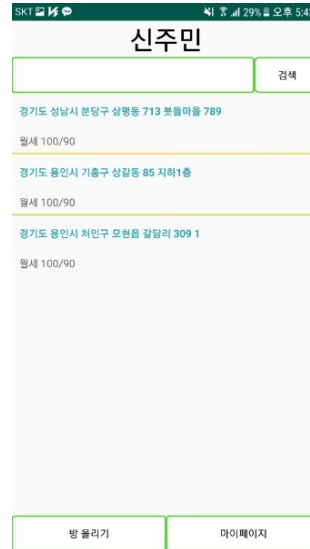 SKT 29% 오후 5:4
신주민
검색
경기도 성남시 분당구 삼평동 713 봇들마을 789
월세 100/90
경기도 용인시 기흥구 상갈동 85 지하1층
월세 100/90
경기도 용인시 처인구 모현읍 갈담리 309 1
월세 100/90
방 올리기 마이페이지